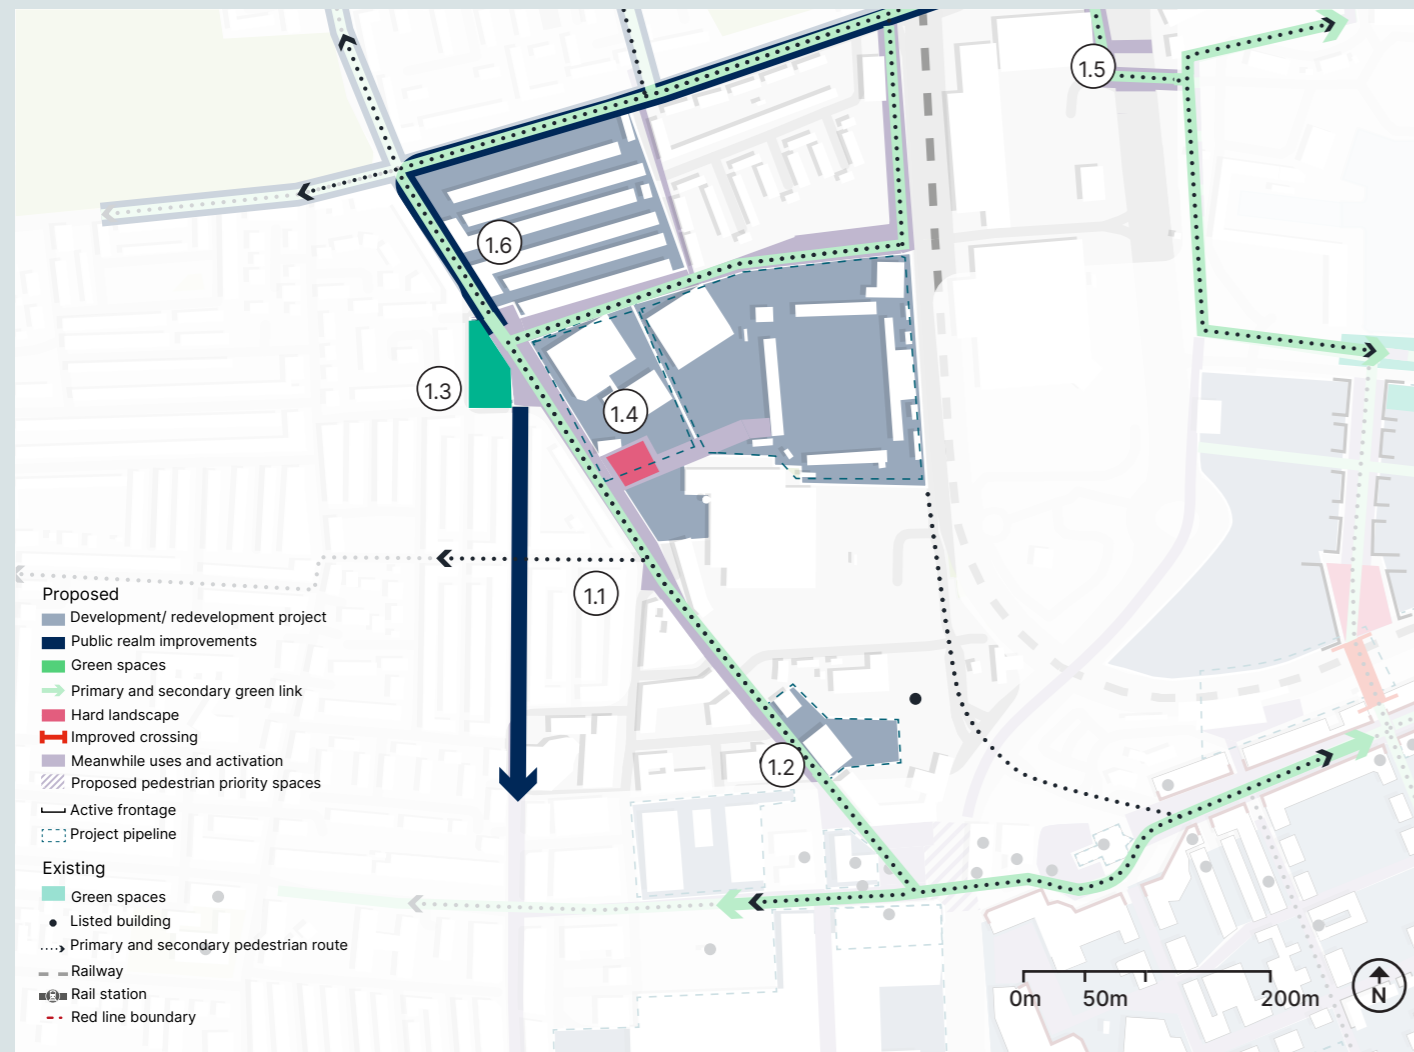 1.5
1.6
1.3
1.4
1.1
1.2
Proposed
Development/ redevelopment project
Public realm improvements
Green spaces
Primary and secondary green link
Hard landscape
Improved crossing
Meanwhile uses and activation
Proposed pedestrian priority spaces
Active frontage
Project pipeline
Existing
Green spaces
Listed building
Primary and secondary pedestrian route
Railway
Rail station
Red line boundary
0m 50m 200m
N